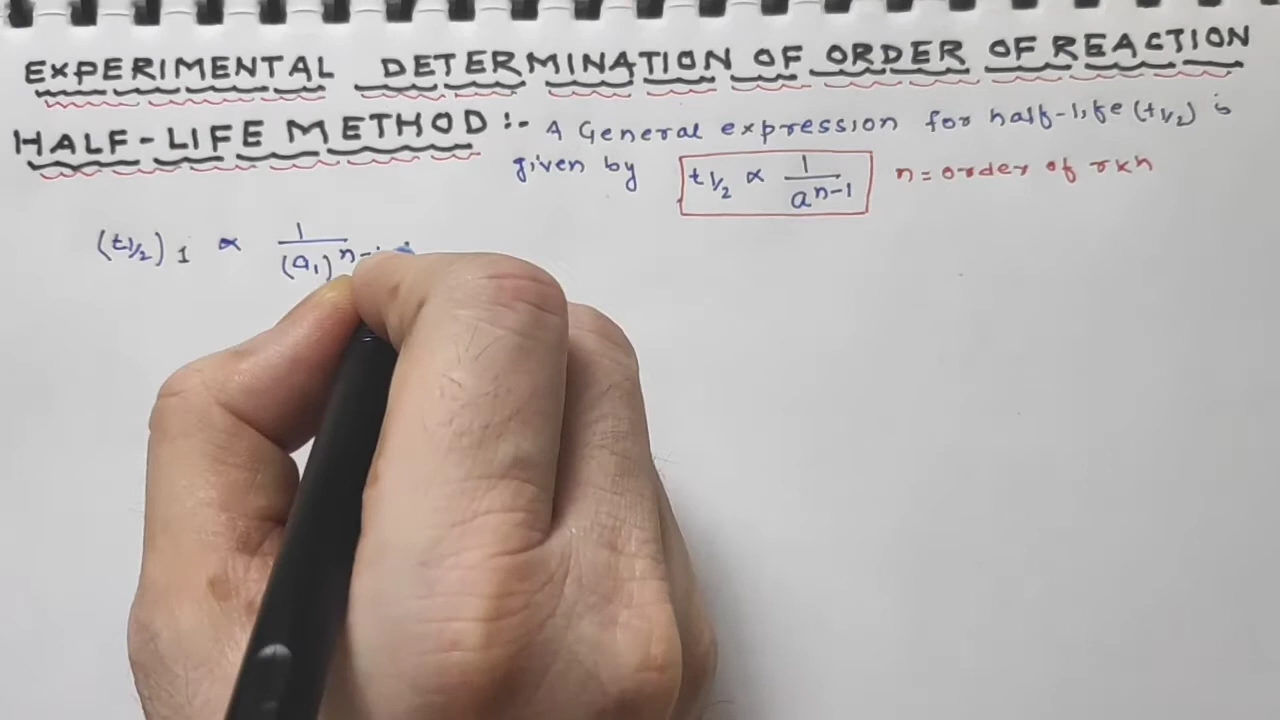 EXPERIMENTAL DETERMINATION OF ORDER OF REACTION
HALF-LIFE METHOD :- A General expression for half-life (t1/2) is
given by t1/2 ∝ 1/a^n-1 n = order of rxn
(t1/2)1 ∝ 1/(a1)^n-